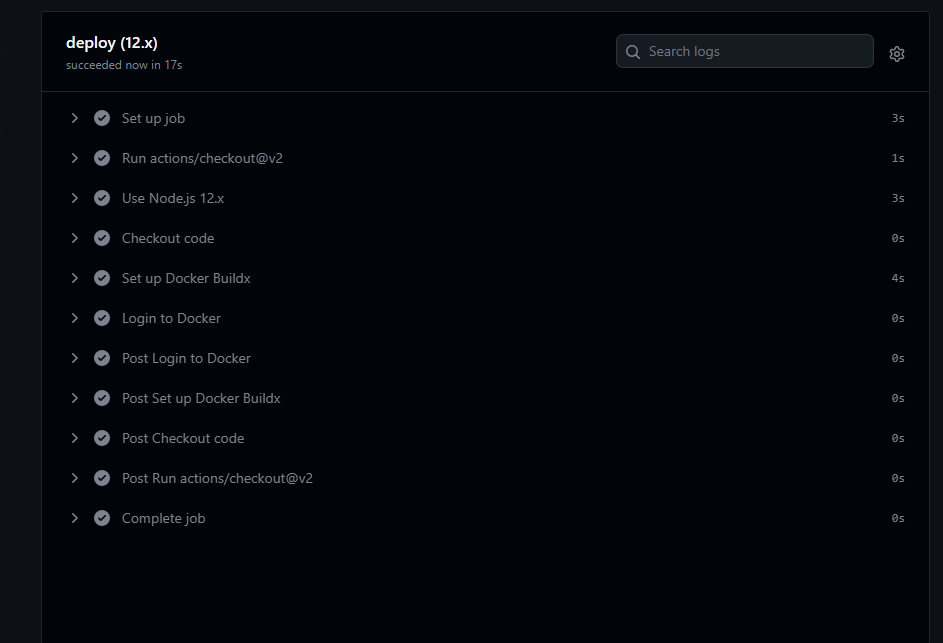 deploy (12.x)
succeeded now in 17s
Search logs
Set up job 3s
Run actions/checkout@v2 1s
Use Node.js 12.x 3s
Checkout code 0s
Set up Docker Buildx 4s
Login to Docker 0s
Post Login to Docker 0s
Post Set up Docker Buildx 0s
Post Checkout code 0s
Post Run actions/checkout@v2 0s
Complete job 0s